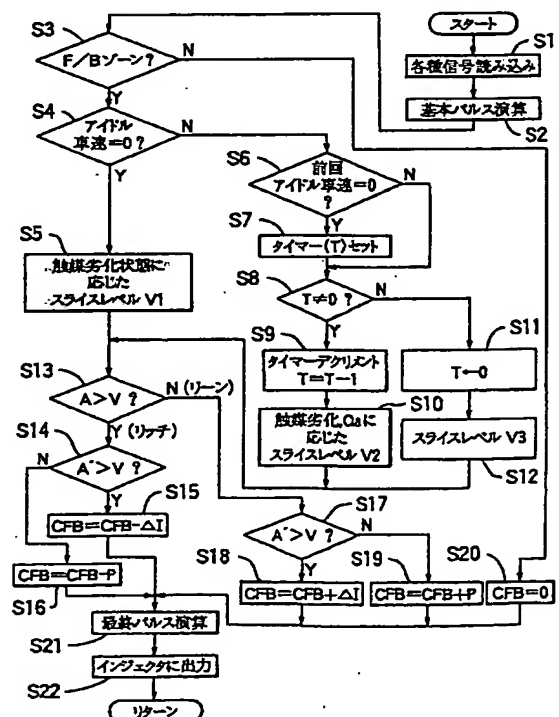 スタート
S1
各種信号読み込み
基本パルス演算
S2
S3
F/Bゾーン?
N
Y
S4
アイドル
車速=0?
N
Y
S6
前回
アイドル車速=0
?
N
Y
S7
タイマー(T)セット
S5
触媒劣化状態に
応じた
スライスレベル V1
S8
T≠0?
N
Y
S9
タイマーデクリメント
T=T-1
S11
T←0
S10
触媒劣化,Qaに
応じた
スライスレベル V2
スライスレベル V3
S12
S13
A>V?
N(リーン)
Y(リッチ)
S14
A'>V?
N
Y
S15
CFB=CFB-ΔI
CFB=CFB-P
S16
S17
A'>V?
N
Y
S18
CFB=CFB+ΔI
S19
CFB=CFB+P
S20
CFB=0
最終パルス演算
S21
インジェクタに出力
S22
リターン